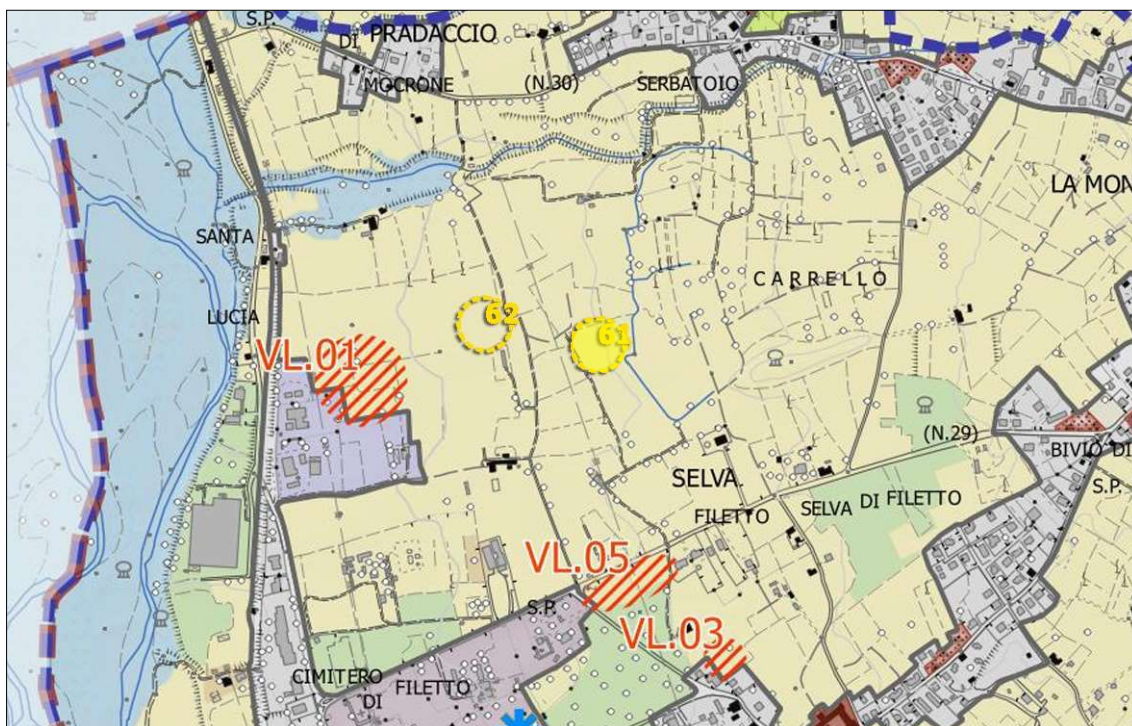 S.P.
DI PRADACCIO
MOCRONE
(N.30)
SERBATOIO
LA MON
SANTA
CARRELLO
LUCIA
62
61
VL.01
(N.29)
BIVIO DI
SELVA
S.P.
SELVA DI FILETTO
FILETTO
VL.05
S.P.
VL.03
CIMITERO
DI FILETTO